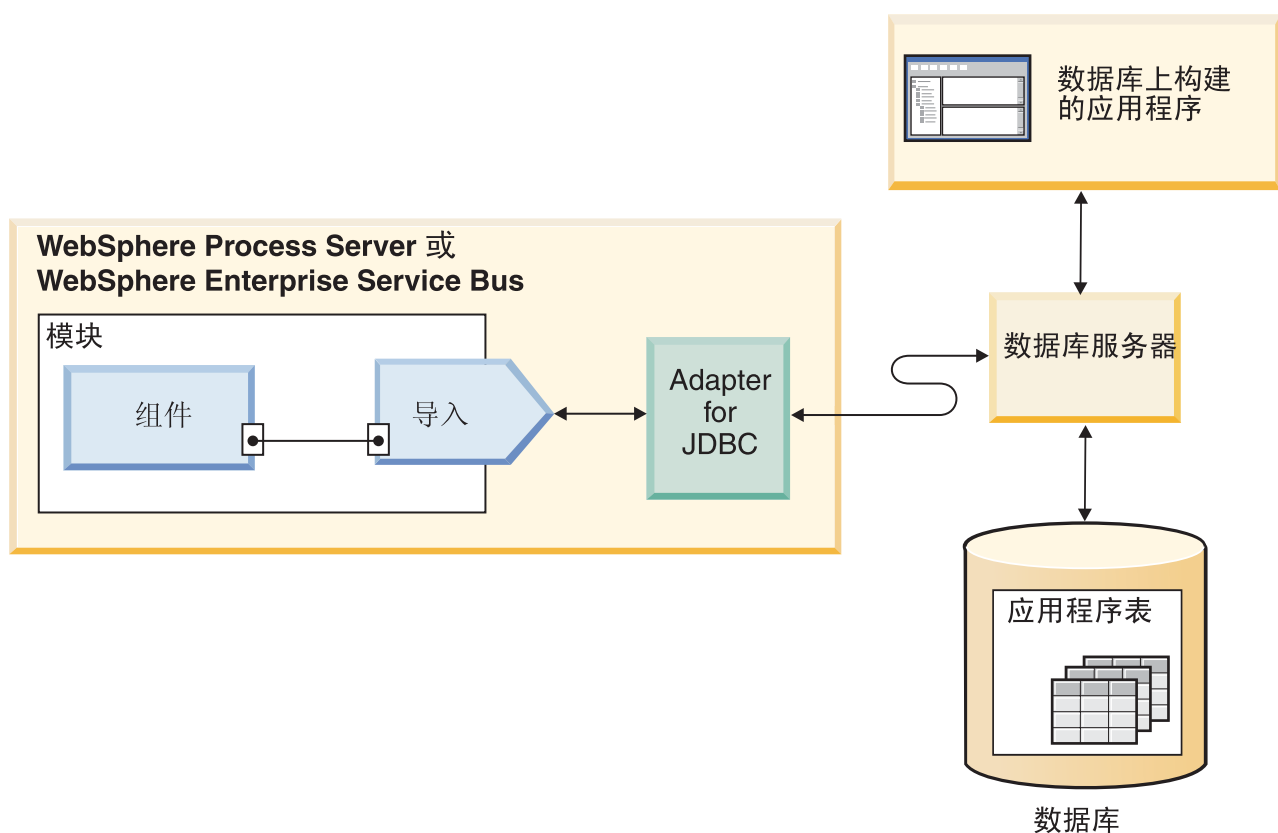 数据库上构建
的应用程序
WebSphere Process Server 或
WebSphere Enterprise Service Bus
模块
组件
导入
Adapter
for
JDBC
数据库服务器
应用程序表
数据库